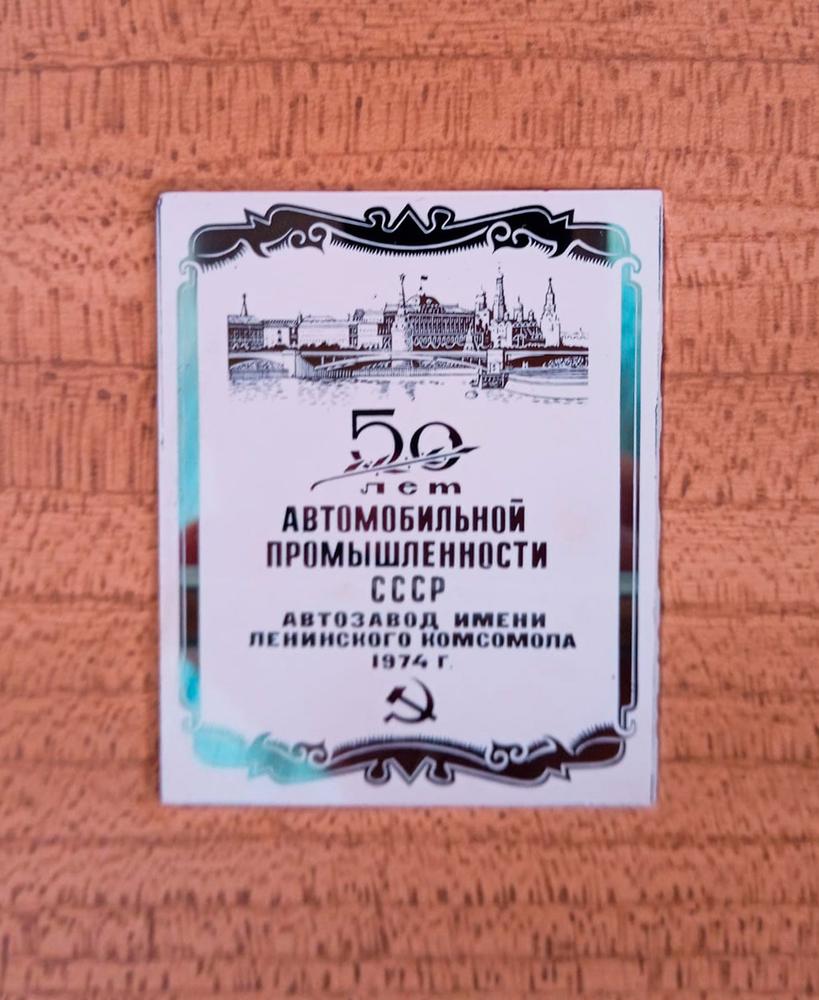 50
лет
АВТОМОБИЛЬНОЙ
ПРОМЫШЛЕННОСТИ
СССР
АВТОЗАВОД ИМЕНИ
ЛЕНИНСКОГО КОМСОМОЛА
1974 Г.